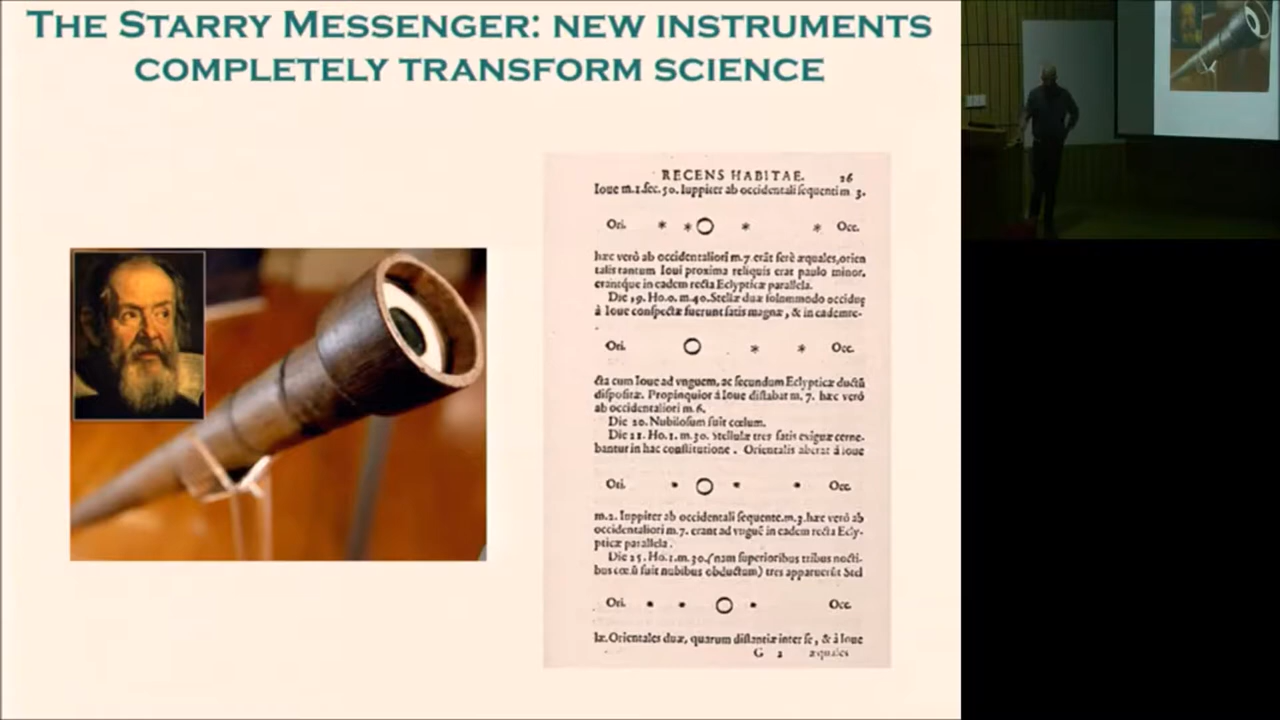 THE STARRY MESSENGER: NEW INSTRUMENTS
COMPLETELY TRANSFORM SCIENCE
RECENS HABITAE. 26
Ioue m.1.sec.50. Iuppiter ab occidentali sequenti m 3.
Ori. * * O * * Occ.
hæc verò ab occidentaliori m.7. erãt ferè æquales, orien
talis tantum Ioui proxima reliquis erat paulo minor,
erantque in eadem recta Eclypticæ parallela.
Die 19. Ho.0. m.40. Stellæ duæ solummodo occiduę
à Ioue conspectæ fuerunt satis magnæ, & in eadem re-
Ori. O * * Occ.
cta cum Ioue ad vnguem, ac secundum Eclypticæ ductũ
dispositæ. Propinquior à Ioue distabat m. 7. hæc verò
ab occidentaliori m.6.
Die 20. Nubilosum fuit cœlum.
Die 21. Ho.1. m.30. Stellulæ tres satis exiguæ cerne-
bantur in hac constitutione. Orientalis aberat à Ioue
Ori. * O * * Occ.
m.2. Iuppiter ab occidentali sequente.m.3. hæc verò ab
occidentaliori m.7. erant ad vnguẽ in eadem recta Ecly-
pticæ parallela.
Die 25. Ho.1.m.30.(nam superioribus tribus nocti-
bus cœlũ fuit nubibus obductum) tres apparuerũt Stel
Ori. * * O * Occ.
læ. Orientales duæ, quarum distantiæ inter se, & à Ioue
G 2 æquales